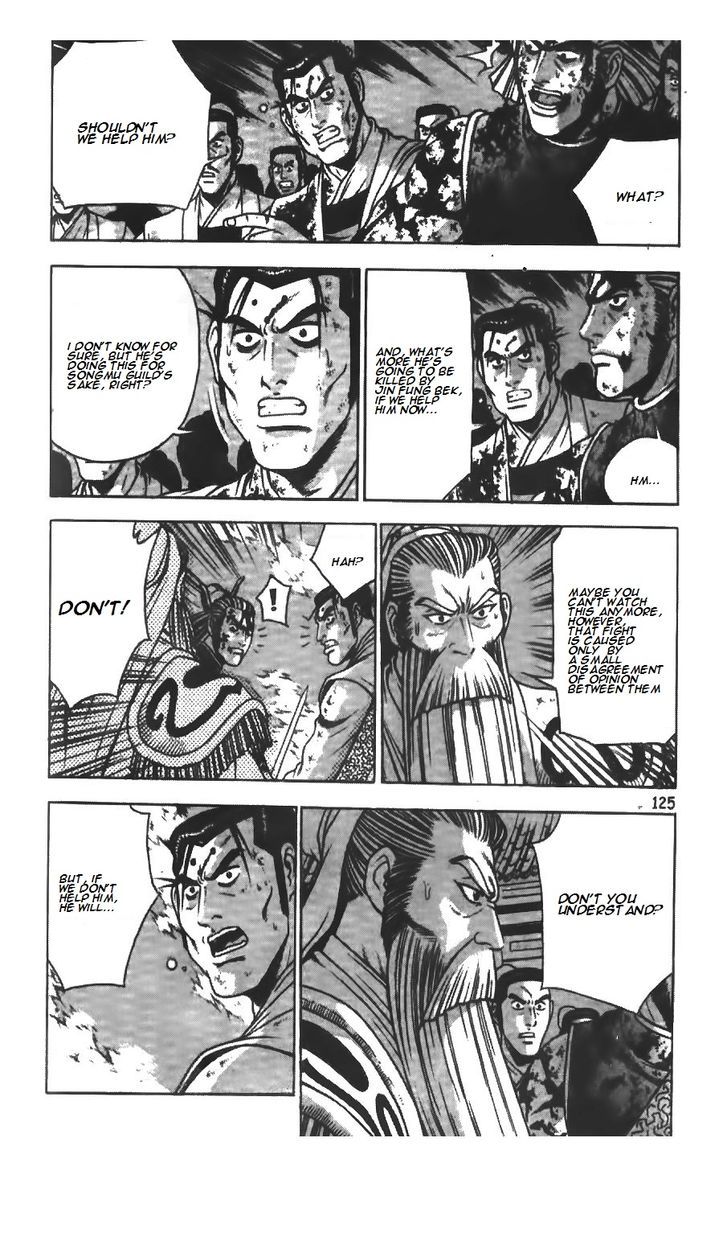 SHOULDN'T
WE HELP HIM?
WHAT?
I DON'T KNOW FOR
SURE, BUT HE'S
DOING THIS FOR
SONGMU GUILD'S
SAKE, RIGHT?
AND, WHAT'S
MORE HE'S
GOING TO BE
KILLED BY
JIN FUNG BEK,
IF WE HELP
HIM NOW...
HM...
DON'T!
!
HAH?
MAYBE YOU
CAN'T WATCH
THIS ANYMORE,
HOWEVER,
THAT FIGHT
IS CAUSED
ONLY BY
A SMALL
DISAGREEMENT
OF OPINION
BETWEEN THEM
125
BUT, IF
WE DON'T
HELP HIM,
HE WILL...
DON'T YOU
UNDERSTAND?